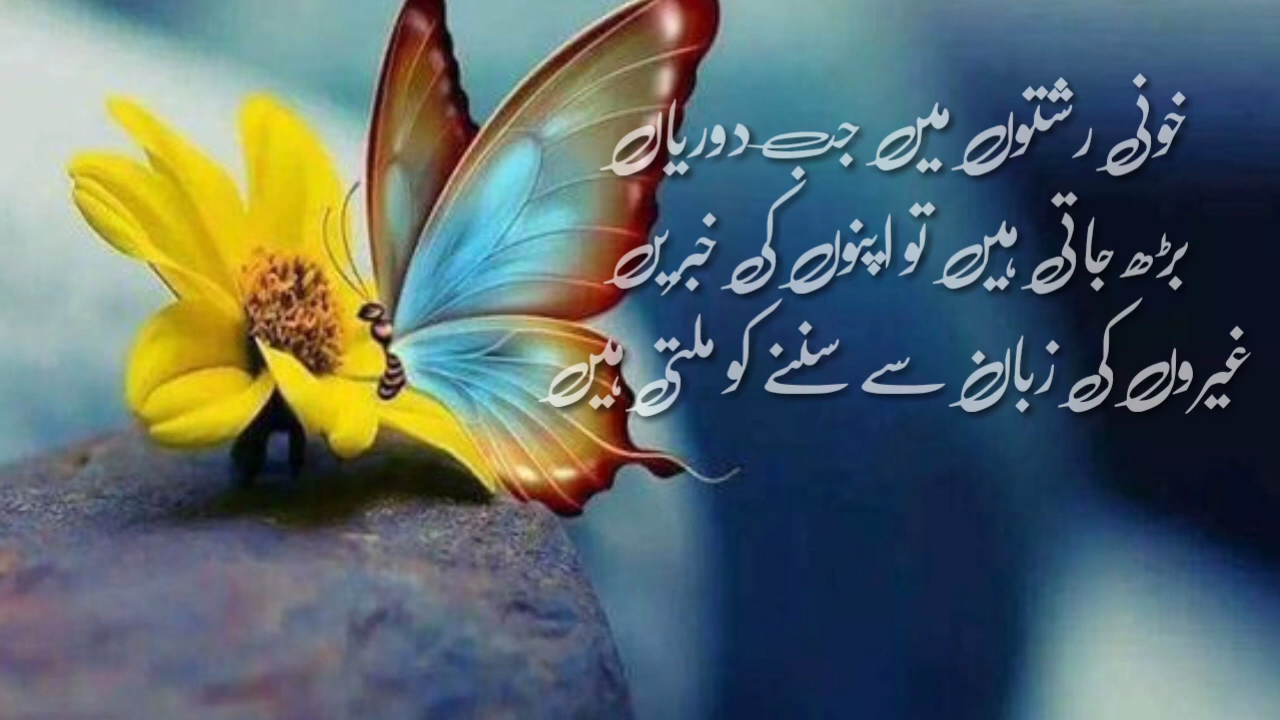 خونی رشتوں میں جب دوریاں
بڑھ جاتی ہیں تو اپنوں کی خبریں
غیروں کی زبان سے سننے کو ملتی ہیں